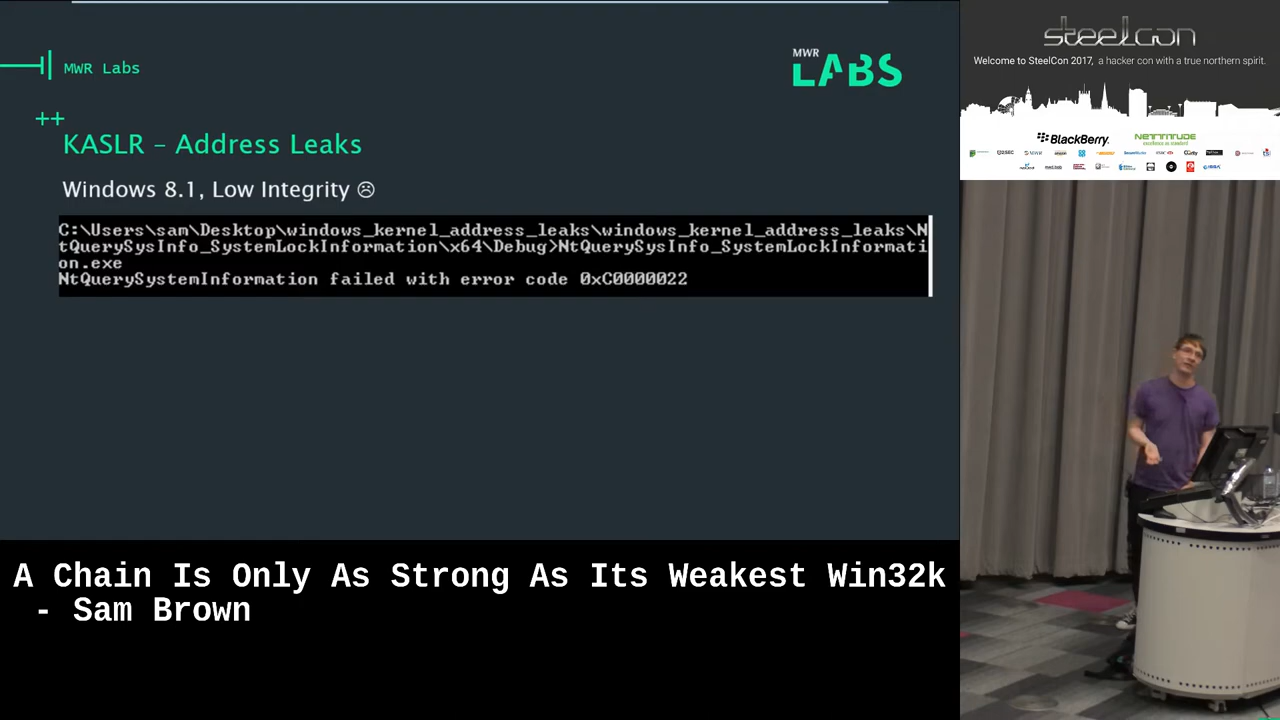 MWR Labs
MWR
LABS
++
KASLR – Address Leaks
Windows 8.1, Low Integrity ☹
C:\Users\sam\Desktop\windows_kernel_address_leaks\windows_kernel_address_leaks\N
tQuerySysInfo_SystemLockInformation\x64\Debug>NtQuerySysInfo_SystemLockInformati
on.exe
NtQuerySystemInformation failed with error code 0xC0000022
A Chain Is Only As Strong As Its Weakest Win32k
- Sam Brown
steelcon
Welcome to SteelCon 2017, a hacker con with a true northern spirit.
BlackBerry
NETTITUDE